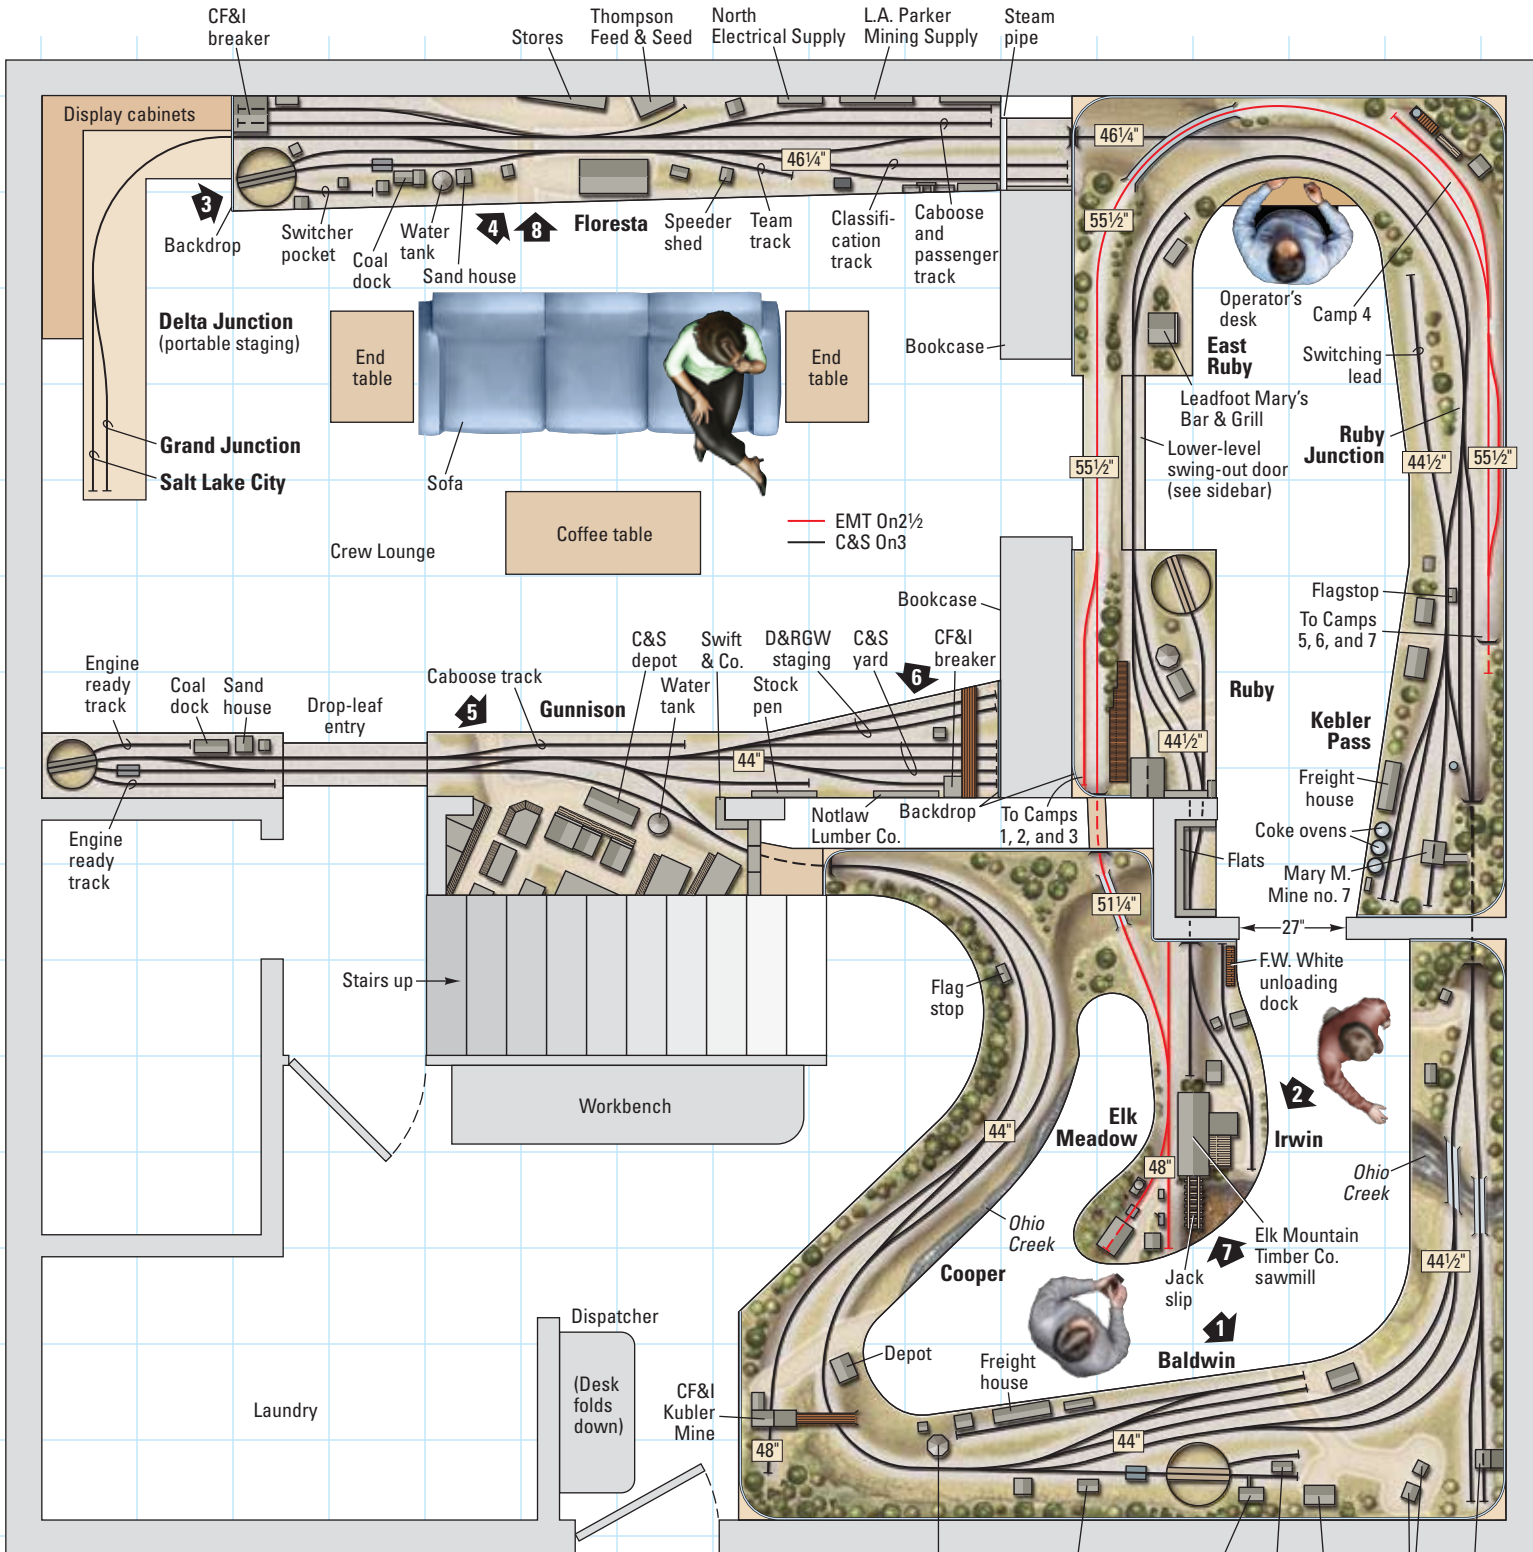 CF&I
breaker
Stores
Thompson
Feed & Seed
North
Electrical Supply
L.A. Parker
Mining Supply
Steam
pipe
Display cabinets
46¼"
46¼"
3
Backdrop
Switcher
pocket
Coal
dock
Water
tank
Sand house
4
8
Floresta
Speeder
shed
Team
track
Classifi-
cation
track
Caboose
and
passenger
track
55½"
Operator's
desk
Camp 4
Delta Junction
(portable staging)
End
table
End
table
Bookcase
East
Ruby
Switching
lead
Leadfoot Mary's
Bar & Grill
Ruby
Junction
Grand Junction
Salt Lake City
Sofa
55½"
Lower-level
swing-out door
(see sidebar)
44½"
55½"
EMT On2½
C&S On3
Coffee table
Crew Lounge
Bookcase
Flagstop
To Camps
5, 6, and 7
Engine
ready
track
Coal
dock
Sand
house
Drop-leaf
entry
Caboose track
5
Gunnison
C&S
depot
Swift
& Co.
Water
tank
D&RGW
staging
Stock
pen
C&S
yard
6
CF&I
breaker
Ruby
Kebler
Pass
44"
44½"
Freight
house
Engine
ready
track
Notlaw
Lumber Co.
Backdrop
To Camps
1, 2, and 3
Coke ovens
Flats
Mary M.
Mine no. 7
51¼"
27"
Stairs up
Flag
stop
F.W. White
unloading
dock
Workbench
44"
Elk
Meadow
2
Irwin
48"
Ohio
Creek
Ohio
Creek
Cooper
Jack
slip
7
Elk Mountain
Timber Co.
sawmill
44½"
Dispatcher
1
Baldwin
Depot
Freight
house
(Desk
folds
down)
CF&I
Kubler
Mine
Laundry
48"
44"